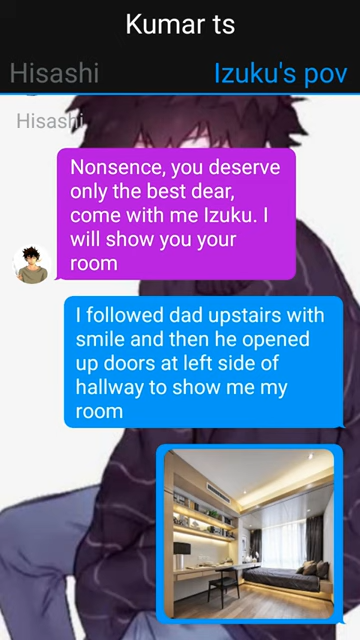 Kumar ts
Hisashi
Izuku's pov
Hisashi
Nonsence, you deserve
only the best dear,
come with me Izuku. I
will show you your
room
I followed dad upstairs with
smile and then he opened
up doors at left side of
hallway to show me my
room